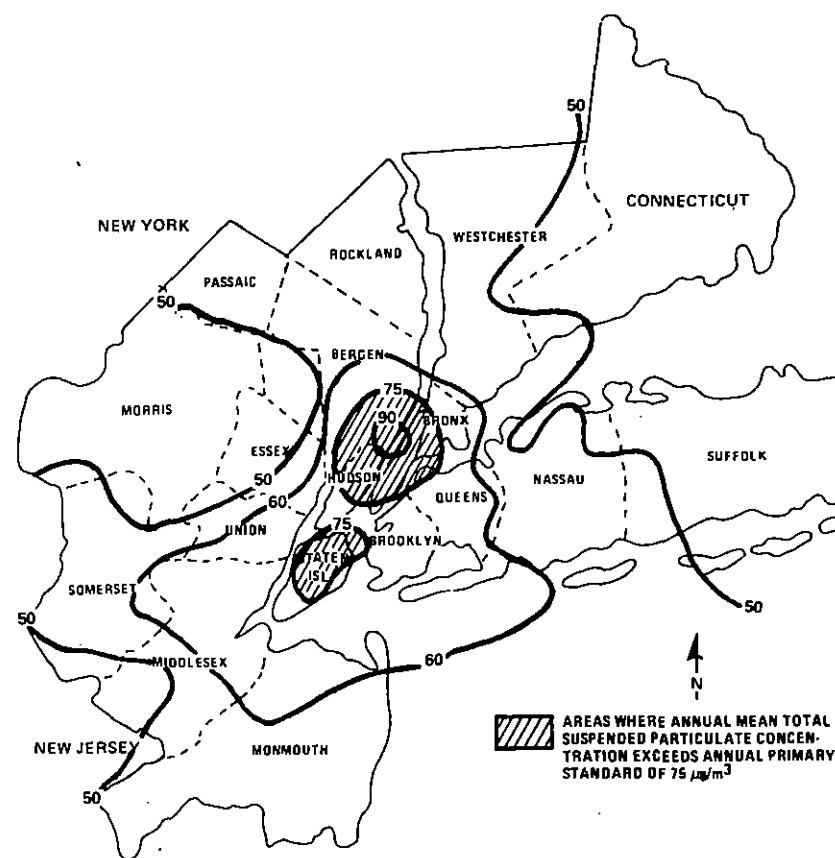 50
CONNECTICUT
NEW YORK
WESTCHESTER
ROCKLAND
PASSAIC
50
BERGEN
75
MORRIS
90
BRONX
ESSEX
50
HUDSON
SUFFOLK
NASSAU
60
QUEENS
UNION
75
BROOKLYN
STATEN
ISL
SOMERSET
50
50
MIDDLESEX
60
N
NEW JERSEY
MONMOUTH
50
AREAS WHERE ANNUAL MEAN TOTAL
SUSPENDED PARTICULATE CONCEN-
TRATION EXCEEDS ANNUAL PRIMARY
STANDARD OF 75 µg/m³